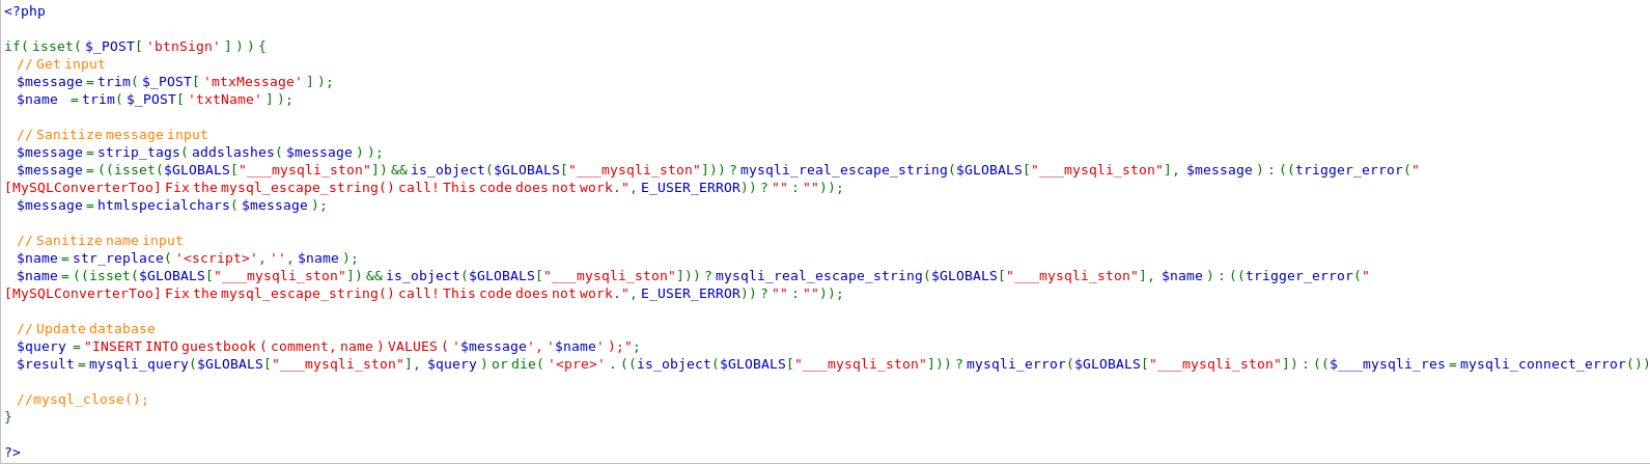 <?php

if( isset( $_POST[ 'btnSign' ] ) ) {
// Get input
$message = trim( $_POST[ 'mtxMessage' ] );
$name = trim( $_POST[ 'txtName' ] );

// Sanitize message input
$message = strip_tags( addslashes( $message ) );
$message = ((isset($GLOBALS["___mysqli_ston"]) && is_object($GLOBALS["___mysqli_ston"])) ? mysqli_real_escape_string($GLOBALS["___mysqli_ston"], $message ) : ((trigger_error("
[MySQLConverterToo] Fix the mysql_escape_string() call! This code does not work.", E_USER_ERROR)) ? "" : ""));
$message = htmlspecialchars( $message );

// Sanitize name input
$name = str_replace( '<script>', '', $name );
$name = ((isset($GLOBALS["___mysqli_ston"]) && is_object($GLOBALS["___mysqli_ston"])) ? mysqli_real_escape_string($GLOBALS["___mysqli_ston"], $name ) : ((trigger_error("
[MySQLConverterToo] Fix the mysql_escape_string() call! This code does not work.", E_USER_ERROR)) ? "" : ""));

// Update database
$query = "INSERT INTO guestbook ( comment, name ) VALUES ( '$message', '$name' );";
$result = mysqli_query($GLOBALS["___mysqli_ston"], $query ) or die( '<pre>' . ((is_object($GLOBALS["___mysqli_ston"])) ? mysqli_error($GLOBALS["___mysqli_ston"]) : (($___mysqli_res = mysqli_connect_error())

//mysql_close();
}

?>